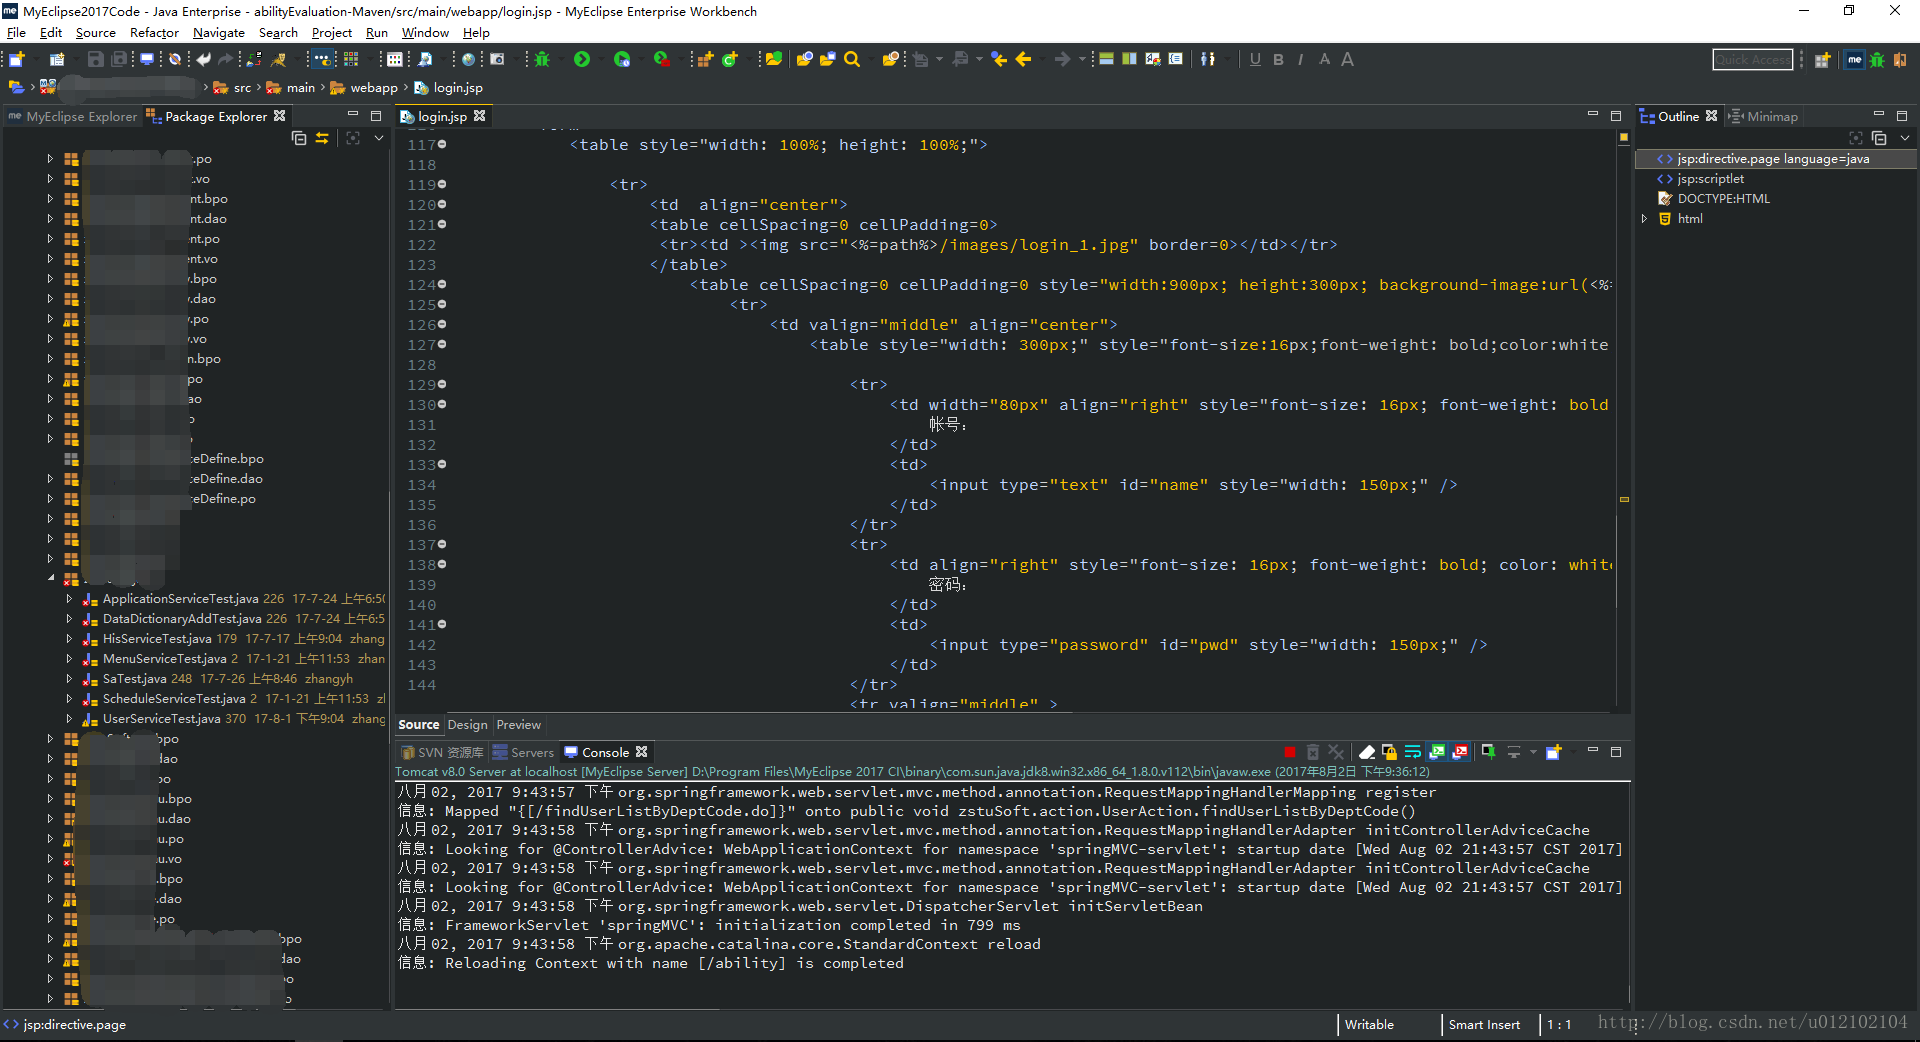 MyEclipse2017Code - Java Enterprise - abilityEvaluation-Maven/src/main/webapp/login.jsp - MyEclipse Enterprise Workbench
File Edit Source Refactor Navigate Search Project Run Window Help
Quick Access
src main webapp login.jsp
MyEclipse Explorer Package Explorer
.po
.vo
nt.bpo
nt.dao
ent.po
ent.vo
.bpo
.dao
.po
.vo
n.bpo
po
ao
ceDefine.bpo
ceDefine.dao
ceDefine.po
ApplicationServiceTest.java 226 17-7-24 上午6:50
DataDictionaryAddTest.java 226 17-7-24 上午6:5
HisServiceTest.java 179 17-7-17 上午9:04 zhang
MenuServiceTest.java 2 17-1-21 上午11:53 zhan
SaTest.java 248 17-7-26 上午8:46 zhangyh
ScheduleServiceTest.java 2 17-1-21 上午11:53 zl
UserServiceTest.java 370 17-8-1 下午9:04 zhang
bpo
dao
po
u.bpo
u.dao
u.po
u.vo
.bpo
.dao
.po
bpo
dao
login.jsp
117 <table style="width: 100%; height: 100%;">
118
119 <tr>
120 <td  align="center">
121 <table cellSpacing=0 cellPadding=0>
122 <tr><td ><img src="<%=path%>/images/login_1.jpg" border=0></td></tr>
123 </table>
124 <table cellSpacing=0 cellPadding=0 style="width:900px; height:300px; background-image:url(<%=
125 <tr>
126 <td valign="middle" align="center">
127 <table style="width: 300px;" style="font-size:16px;font-weight: bold;color:white
128
129 <tr>
130 <td width="80px" align="right" style="font-size: 16px; font-weight: bold
131 帐号:
132 </td>
133 <td>
134 <input type="text" id="name" style="width: 150px;" />
135 </td>
136 </tr>
137 <tr>
138 <td align="right" style="font-size: 16px; font-weight: bold; color: white
139 密码:
140 </td>
141 <td>
142 <input type="password" id="pwd" style="width: 150px;" />
143 </td>
144 </tr>
<tr valign="middle" >
Source Design Preview
SVN 资源库 Servers Console
Tomcat v8.0 Server at localhost [MyEclipse Server] D:\Program Files\MyEclipse 2017 CI\binary\com.sun.java.jdk8.win32.x86_64_1.8.0.v112\bin\javaw.exe (2017年8月2日 下午9:36:12)
八月 02, 2017 9:43:57 下午 org.springframework.web.servlet.mvc.method.annotation.RequestMappingHandlerMapping register
信息: Mapped "{[/findUserListByDeptCode.do]}" onto public void zstuSoft.action.UserAction.findUserListByDeptCode()
八月 02, 2017 9:43:58 下午 org.springframework.web.servlet.mvc.method.annotation.RequestMappingHandlerAdapter initControllerAdviceCache
信息: Looking for @ControllerAdvice: WebApplicationContext for namespace 'springMVC-servlet': startup date [Wed Aug 02 21:43:57 CST 2017]
八月 02, 2017 9:43:58 下午 org.springframework.web.servlet.mvc.method.annotation.RequestMappingHandlerAdapter initControllerAdviceCache
信息: Looking for @ControllerAdvice: WebApplicationContext for namespace 'springMVC-servlet': startup date [Wed Aug 02 21:43:57 CST 2017]
八月 02, 2017 9:43:58 下午 org.springframework.web.servlet.DispatcherServlet initServletBean
信息: FrameworkServlet 'springMVC': initialization completed in 799 ms
八月 02, 2017 9:43:58 下午 org.apache.catalina.core.StandardContext reload
信息: Reloading Context with name [/ability] is completed
Outline Minimap
jsp:directive.page language=java
jsp:scriptlet
DOCTYPE:HTML
html
jsp:directive.page
Writable Smart Insert 1 : 1
http://blog.csdn.net/u012102104